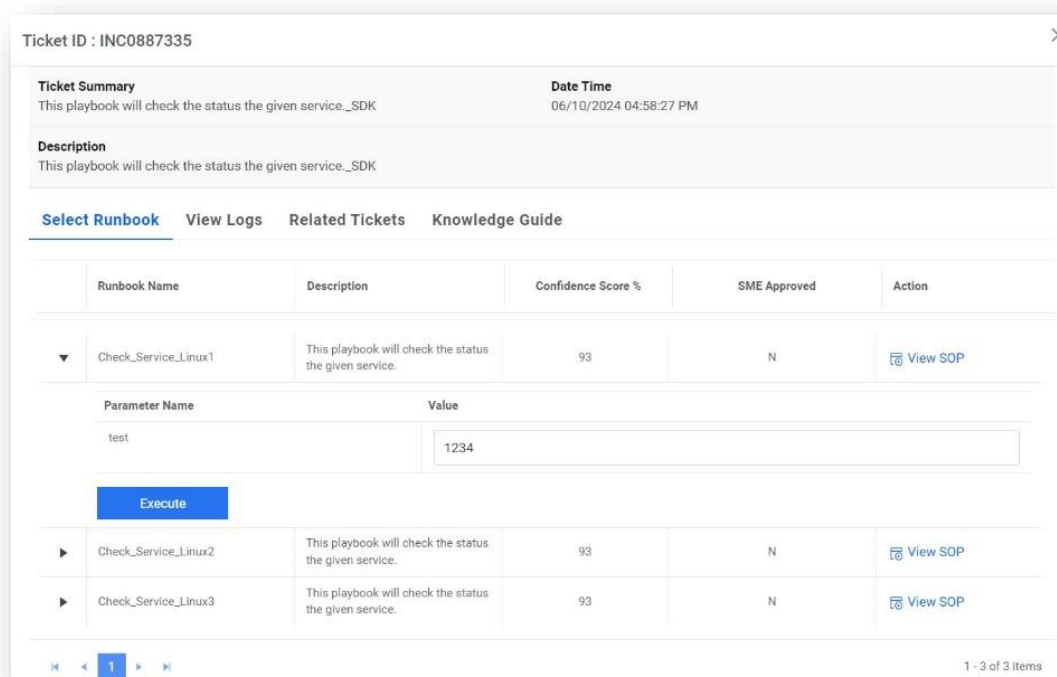 Ticket ID : INC0887335
Ticket Summary Date Time
This playbook will check the status the given service._SDK 06/10/2024 04:58:27 PM
Description
This playbook will check the status the given service._SDK
Select Runbook View Logs Related Tickets Knowledge Guide
Runbook Name Description Confidence Score % SME Approved Action
Check_Service_Linux1 This playbook will check the status 93 N View SOP
the given service.
Parameter Name Value
test 1234
Execute
Check_Service_Linux2 This playbook will check the status 93 N View SOP
the given service.
Check_Service_Linux3 This playbook will check the status 93 N View SOP
the given service.
1 1 - 3 of 3 items